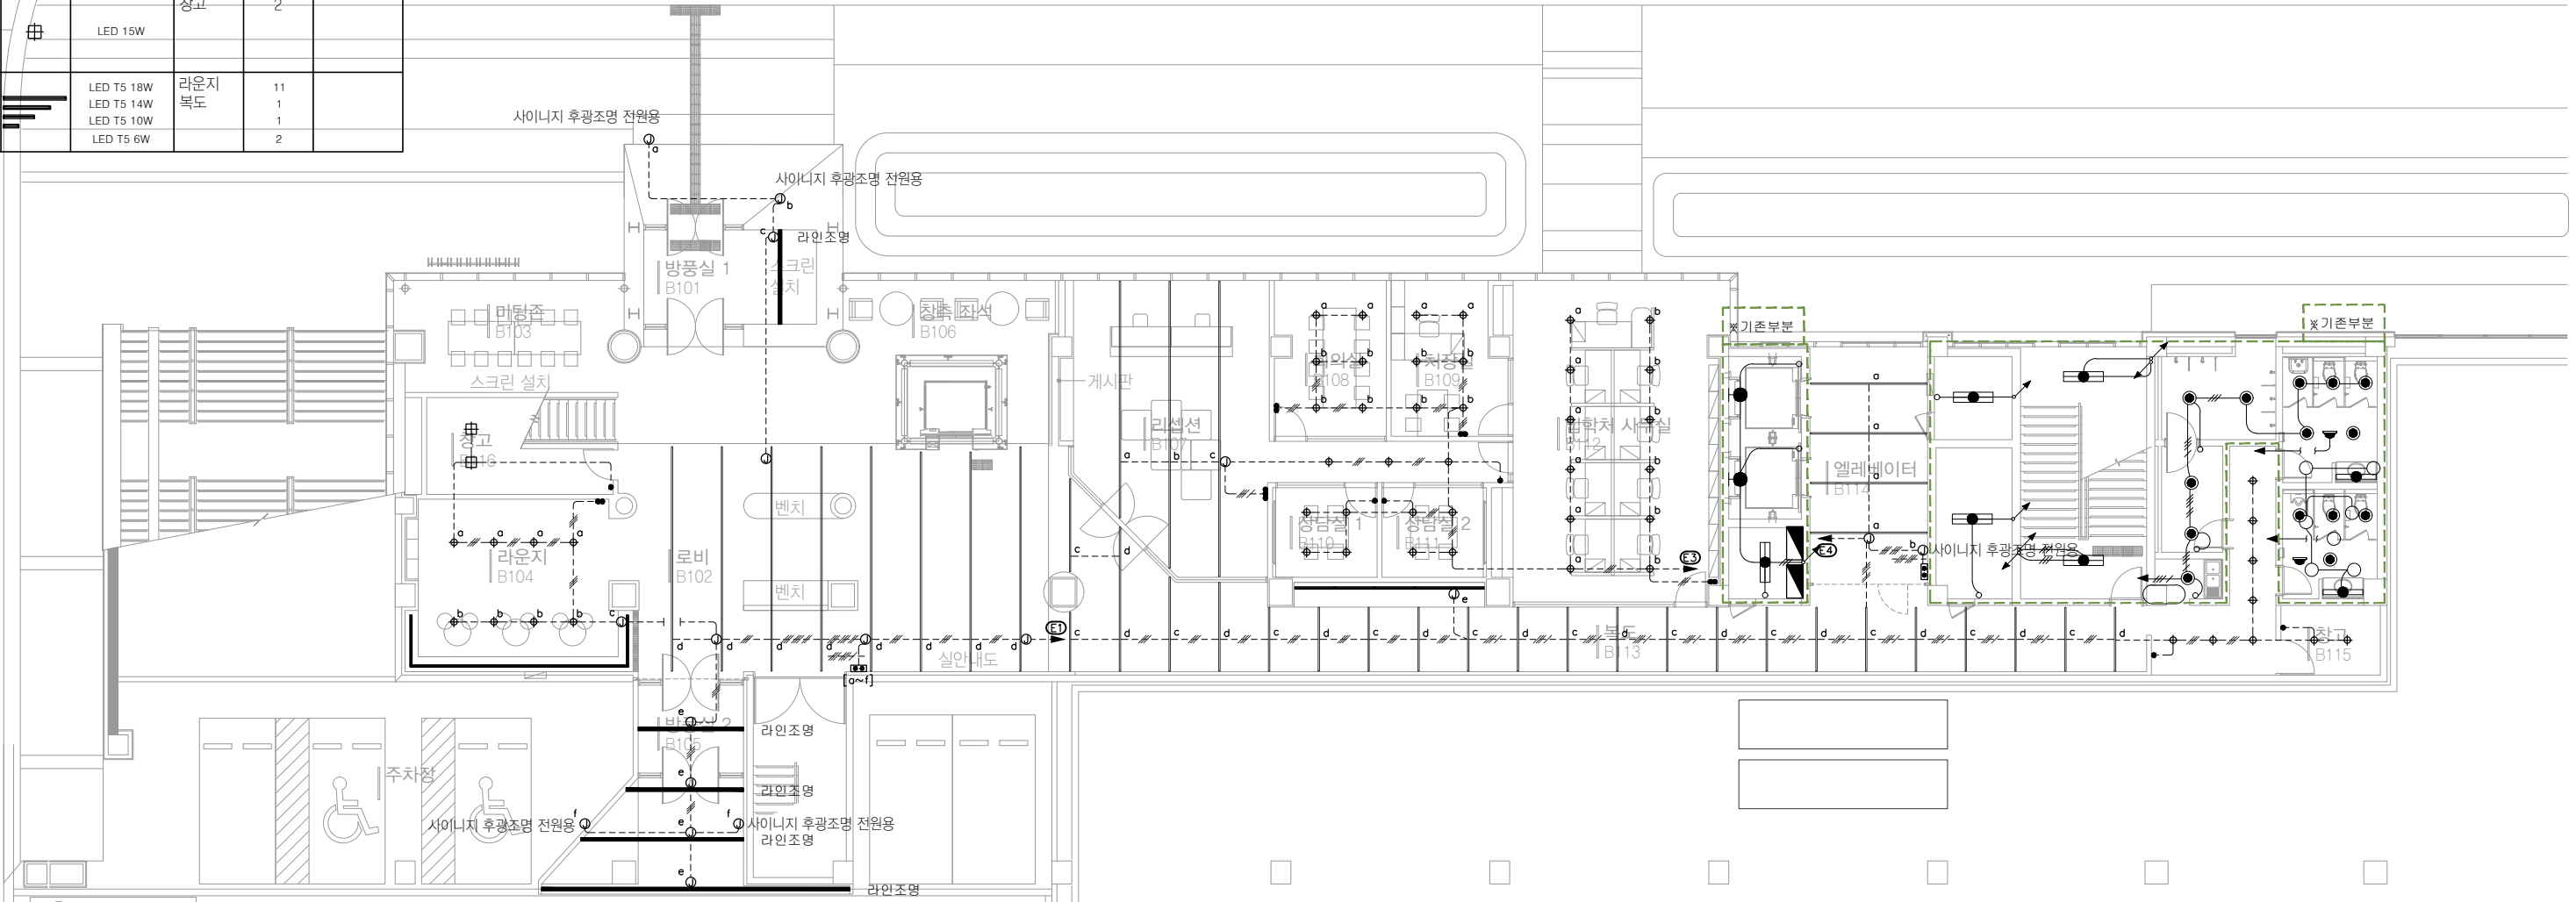 창고 2
LED 15W
LED T5 18W 라운지 11
LED T5 14W 복도 1
LED T5 10W 1
LED T5 6W 2
사이니지 후광조명 전원용
a
사이니지 후광조명 전원용
b
c
라인조명
방풍실 1
B101
스크린
설치
미팅존
B103
스크린 설치
창측 좌석
B106
게시판
리셉션
B107
회의실
B108
처장실
B109
입학처 사무실
B112
※기존부분
※기존부분
엘레베이터
B114
창고
B116
라운지
B104
로비
B102
벤치
벤치
상담실 1
B110
상담실 2
B111
E3
E4
사이니지 후광조명 전원용
E1
실안내도
[a~f]
복도
B113
창고
B115
방풍실 2
B105
라인조명
주차장
라인조명
사이니지 후광조명 전원용
사이니지 후광조명 전원용
라인조명
라인조명